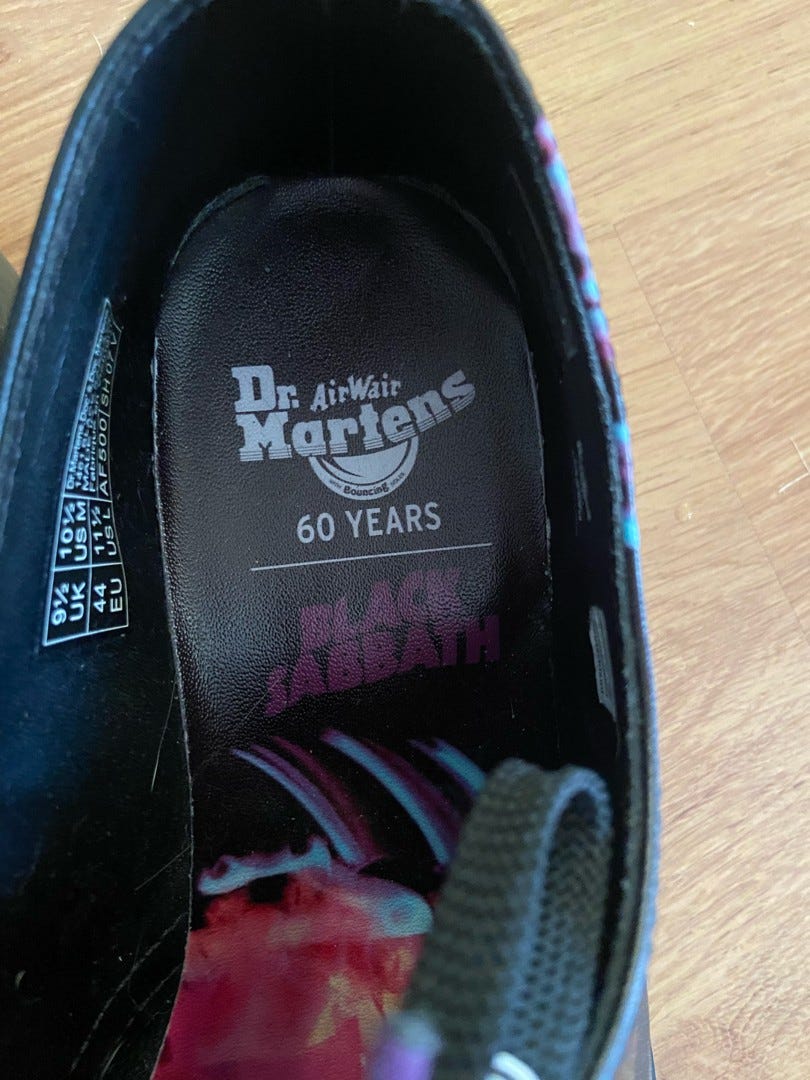 Dr. AirWair
Martens
WITH Bouncing SOLES
60 YEARS
BLACK
SABBATH
9½ 10½
UK US M
44 11½
EU US L
AF500 SH07V